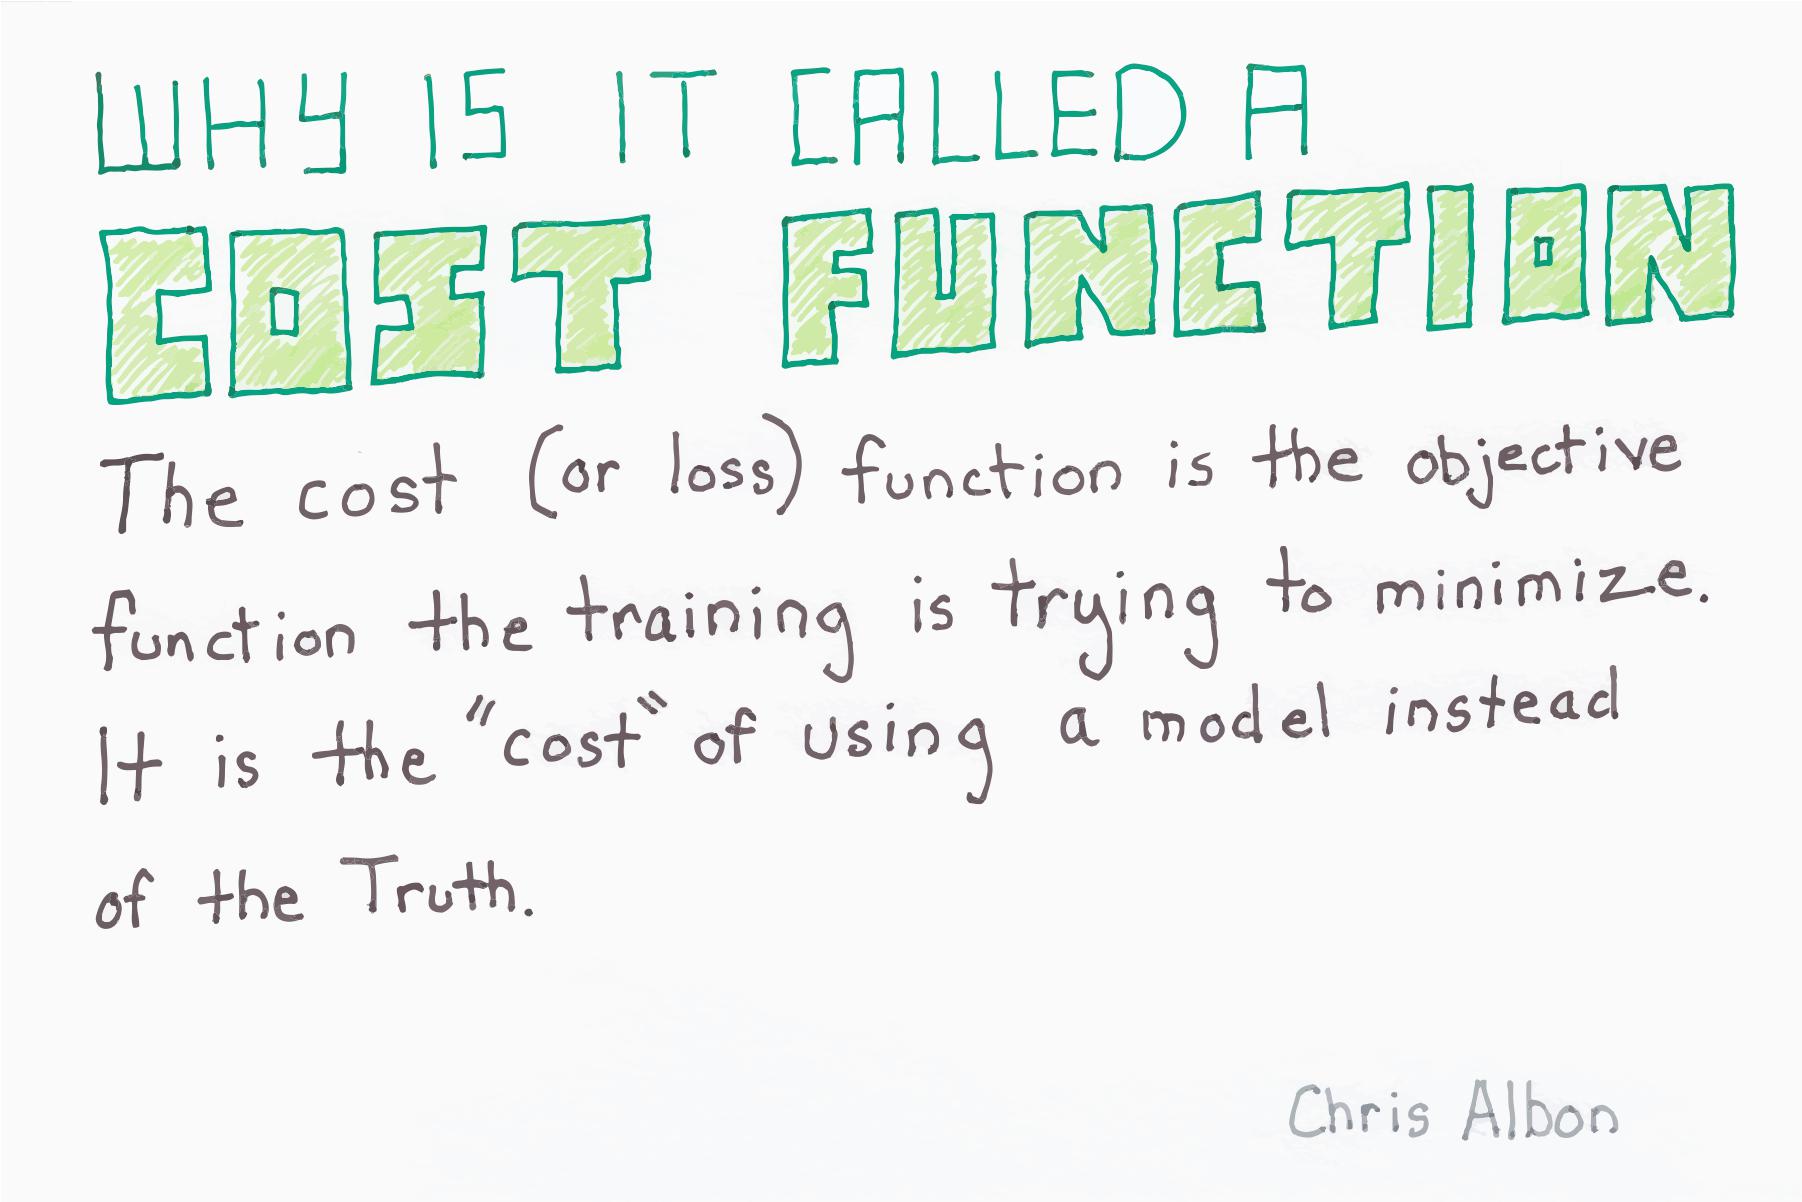 WHY IS IT CALLED A
COST FUNCTION
The cost (or loss) function is the objective
function the training is trying to minimize.
It is the "cost" of using a model instead
of the Truth.
Chris Albon